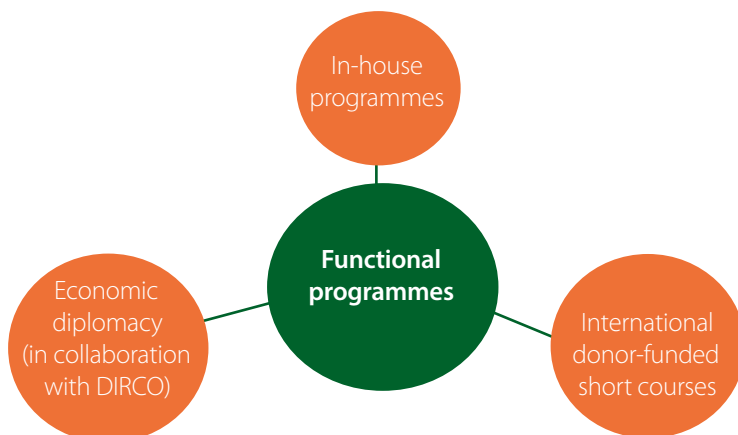 In-house
programmes
Functional
programmes
Economic
diplomacy
(in collaboration
with DIRCO)
International
donor-funded
short courses